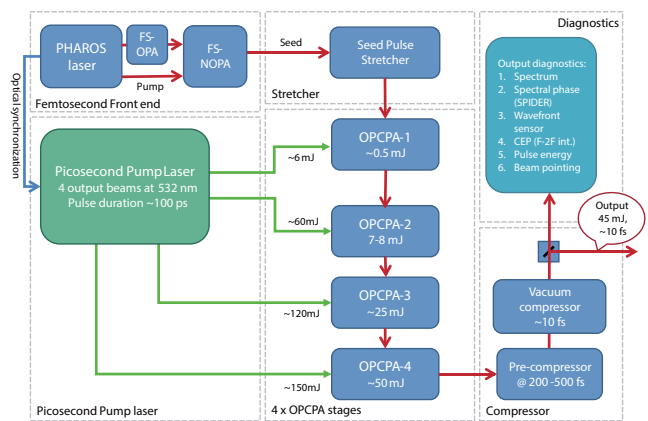 PHAROS
laser
FS-
OPA
FS-
NOPA
Pump
Seed
Femtosecond Front end
Optical synchronization
Seed Pulse
Stretcher
Stretcher
Diagnostics
Output diagnostics:
1. Spectrum
2. Spectral phase
(SPIDER)
3. Wavefront
sensor
4. CEP (F-2F int.)
5. Pulse energy
6. Beam pointing
Picosecond Pump Laser
4 output beams at 532 nm
Pulse duration ~100 ps
~6 mJ
~60mJ
~120mJ
~150mJ
Picosecond Pump laser
OPCPA-1
~0.5 mJ
OPCPA-2
7-8 mJ
OPCPA-3
~25 mJ
OPCPA-4
~50 mJ
4 x OPCPA stages
Output
45 mJ,
~10 fs
Vacuum
compressor
~10 fs
Pre-compressor
@ 200 -500 fs
Compressor